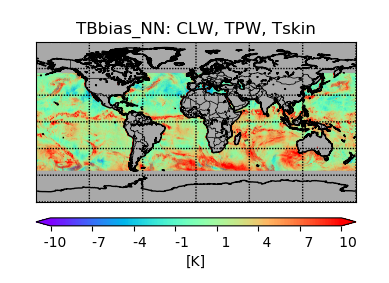 TBbias_NN: CLW, TPW, Tskin
-10 -7 -4 -1 1 4 7 10
[K]